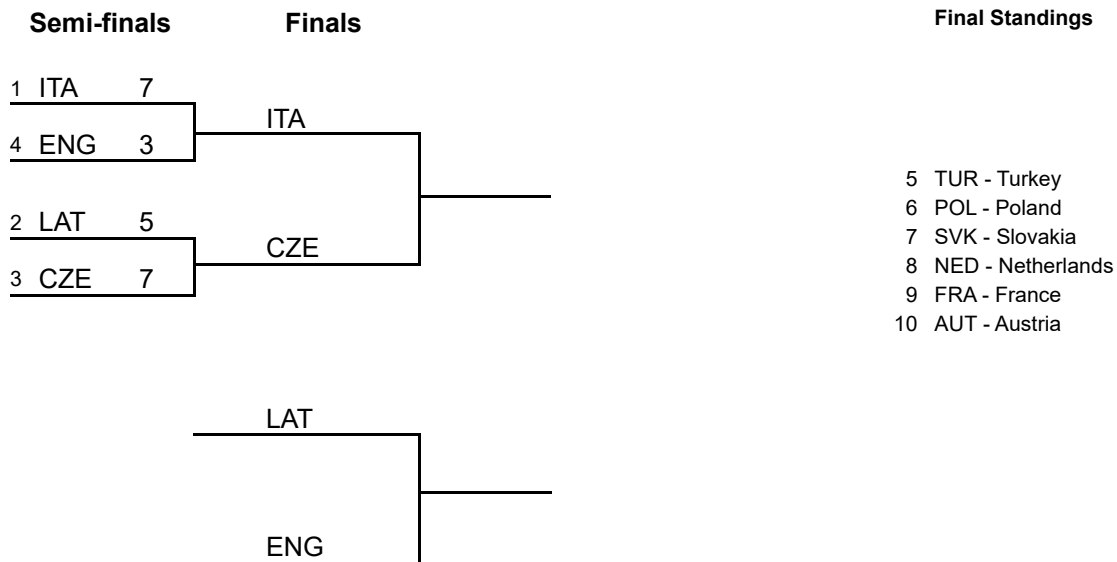 Semi-finals Finals
1 ITA 7
ITA
4 ENG 3
2 LAT 5
CZE
3 CZE 7
LAT
ENG
Final Standings
5 TUR - Turkey
6 POL - Poland
7 SVK - Slovakia
8 NED - Netherlands
9 FRA - France
10 AUT - Austria